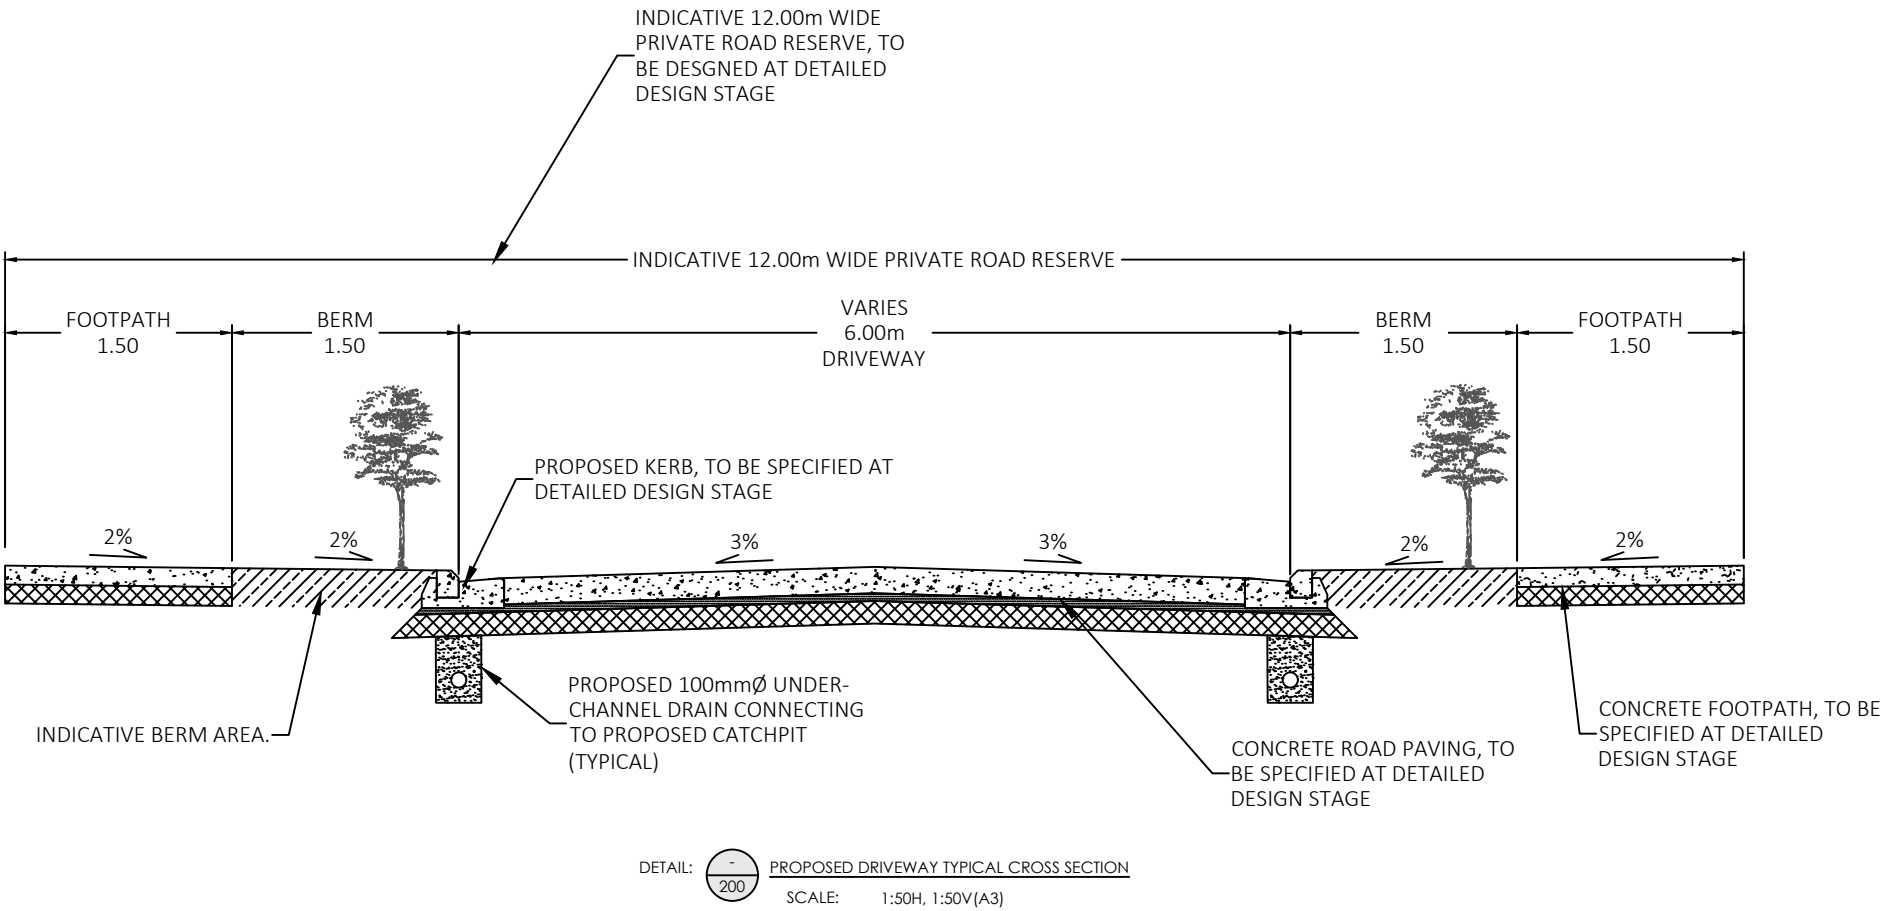 INDICATIVE 12.00m WIDE
PRIVATE ROAD RESERVE, TO
BE DESGNED AT DETAILED
DESIGN STAGE
INDICATIVE 12.00m WIDE PRIVATE ROAD RESERVE
FOOTPATH
1.50
BERM
1.50
VARIES
6.00m
DRIVEWAY
BERM
1.50
FOOTPATH
1.50
PROPOSED KERB, TO BE SPECIFIED AT
DETAILED DESIGN STAGE
2%
2%
3%
3%
2%
2%
INDICATIVE BERM AREA.
PROPOSED 100mmØ UNDER-
CHANNEL DRAIN CONNECTING
TO PROPOSED CATCHPIT
(TYPICAL)
CONCRETE ROAD PAVING, TO
BE SPECIFIED AT DETAILED
DESIGN STAGE
CONCRETE FOOTPATH, TO BE
SPECIFIED AT DETAILED
DESIGN STAGE
DETAIL:
-
200
PROPOSED DRIVEWAY TYPICAL CROSS SECTION
SCALE: 1:50H, 1:50V(A3)